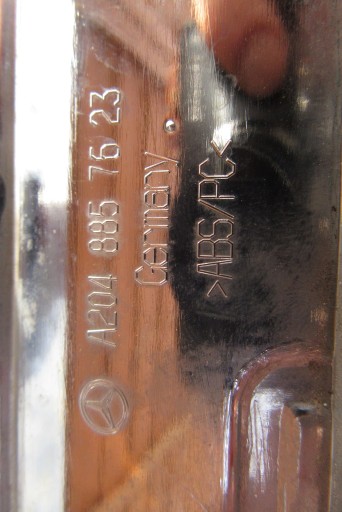 A204 885 76 23
Germany
>ABS/PC<